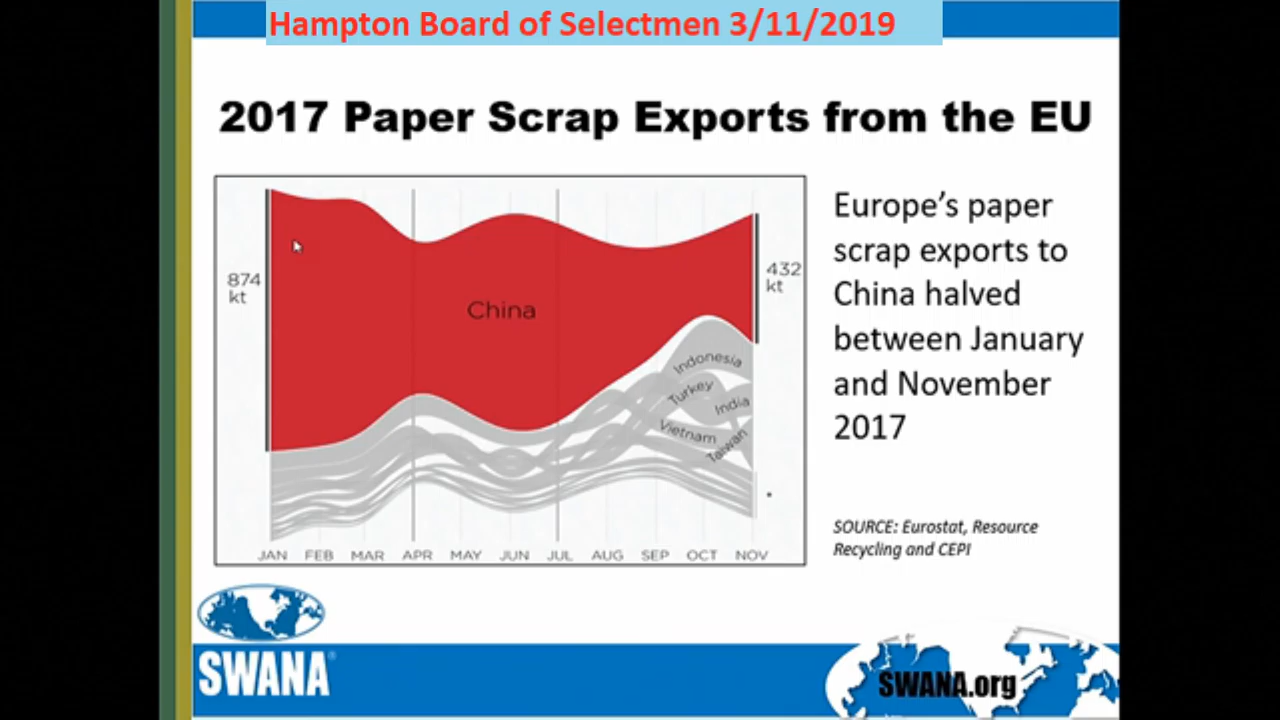 Hampton Board of Selectmen 3/11/2019
2017 Paper Scrap Exports from the EU
874
kt
China
432
kt
Indonesia
Turkey
India
Vietnam
Taiwan
JAN FEB MAR APR MAY JUN JUL AUG SEP OCT NOV
Europe’s paper
scrap exports to
China halved
between January
and November
2017
SOURCE: Eurostat, Resource
Recycling and CEPI
SWANA®
SWANA.org